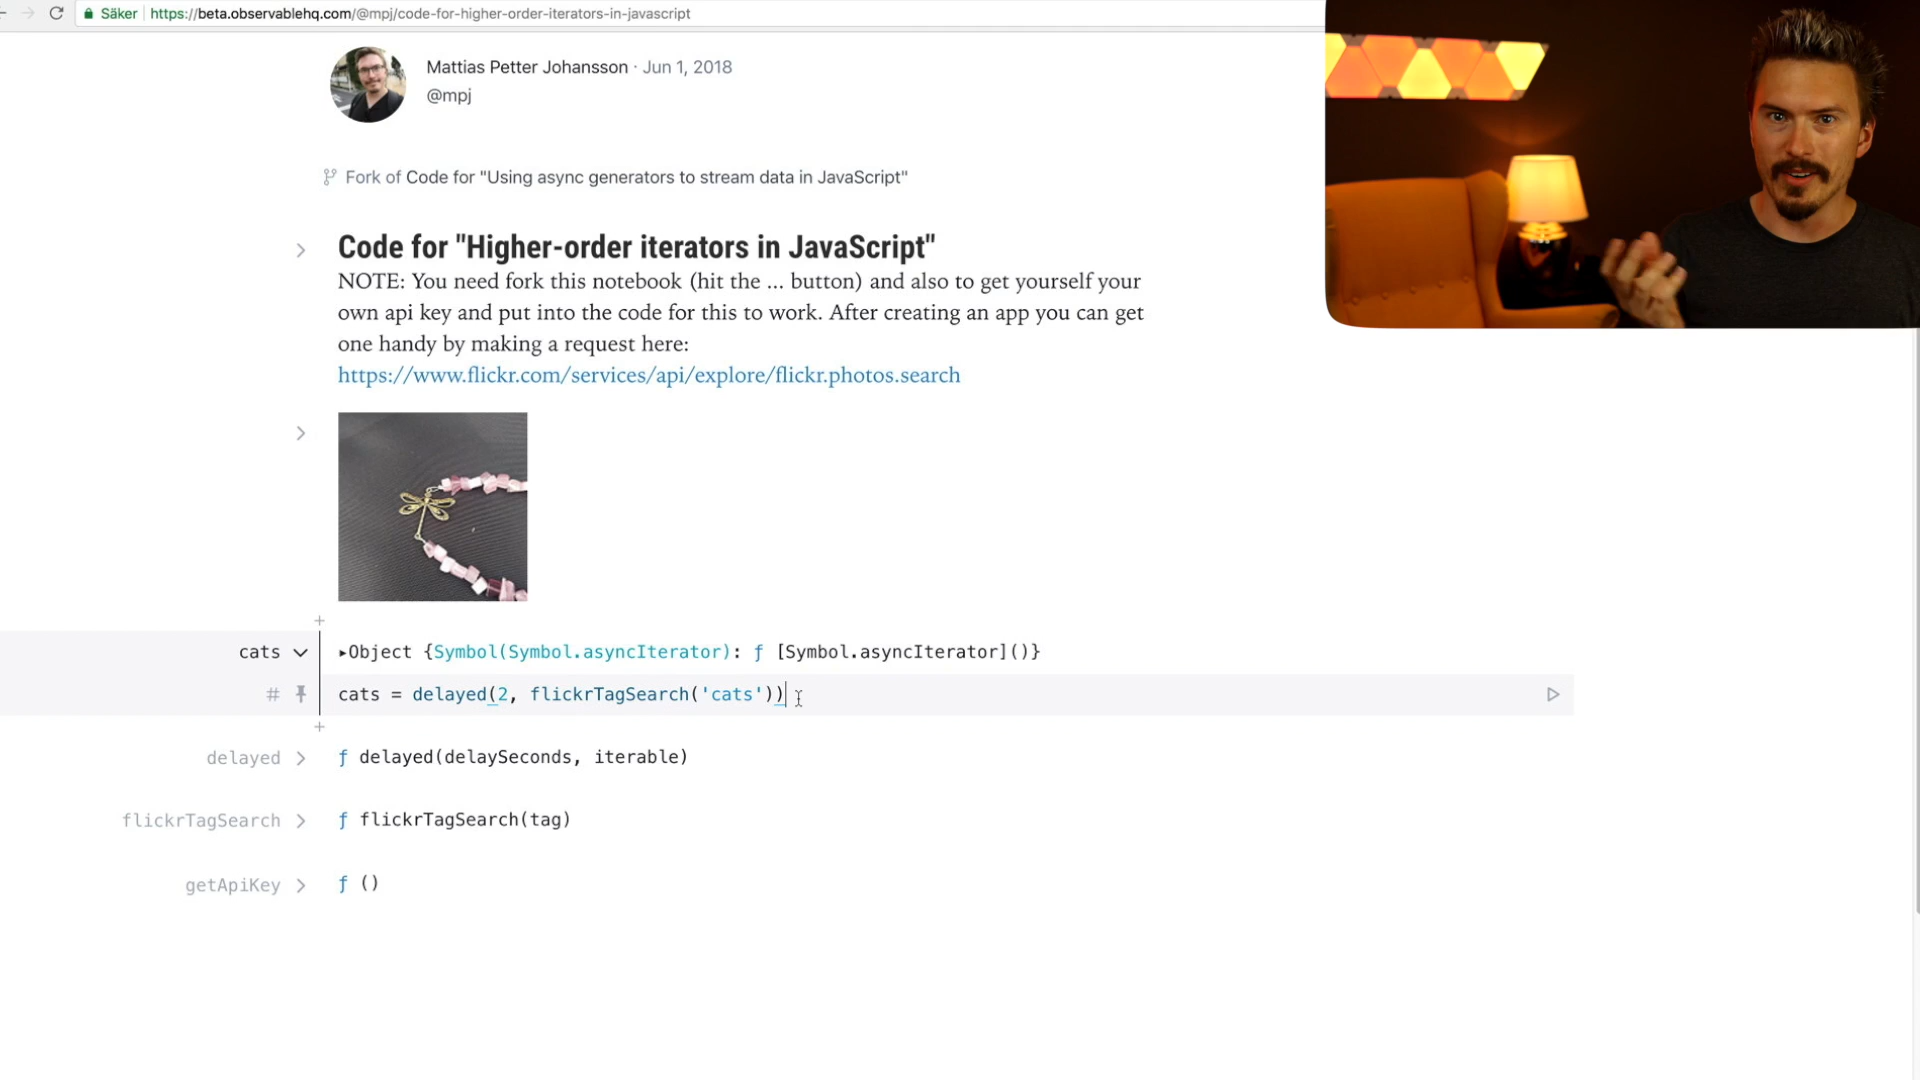 Säker | https://beta.observablehq.com/@mpj/code-for-higher-order-iterators-in-javascript
Mattias Petter Johansson · Jun 1, 2018
@mpj
Fork of Code for "Using async generators to stream data in JavaScript"
Code for "Higher-order iterators in JavaScript"
NOTE: You need fork this notebook (hit the ... button) and also to get yourself your
own api key and put into the code for this to work. After creating an app you can get
one handy by making a request here:
https://www.flickr.com/services/api/explore/flickr.photos.search
cats ▸Object {Symbol(Symbol.asyncIterator): ƒ [Symbol.asyncIterator]()}
# cats = delayed(2, flickrTagSearch('cats'))
delayed ƒ delayed(delaySeconds, iterable)
flickrTagSearch ƒ flickrTagSearch(tag)
getApiKey ƒ ()